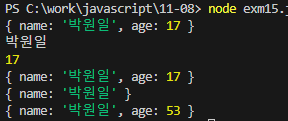 PS C:\work\javascript\11-08> node exm15.j
{ name: '박원일', age: 17 }
박원일
17
{ name: '박원일', age: 17 }
{ name: '박원일' }
{ name: '박원일', age: 53 }